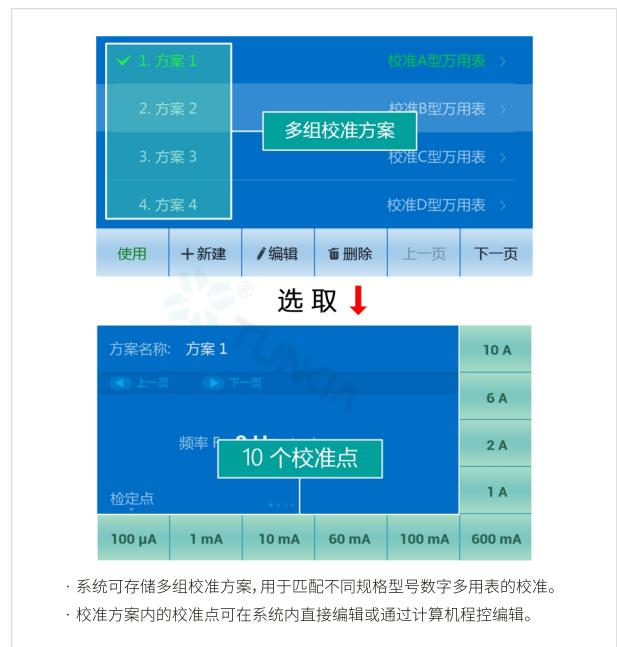 ✓ 1. 方案 1 校准A型万用表 >
2. 方案 2 校准B型万用表 >
多组校准方案
3. 方案 3 校准C型万用表 >
4. 方案 4 校准D型万用表 >
使用 +新建 编辑 删除 上一页 下一页
选取
TUNKIA
方案名称: 方案 1 10 A
上一页 下一页
6 A
频率 2 A
10 个校准点
检定点 1 A
100 μA 1 mA 10 mA 60 mA 100 mA 600 mA
· 系统可存储多组校准方案,用于匹配不同规格型号数字多用表的校准。
· 校准方案内的校准点可在系统内直接编辑或通过计算机程控编辑。